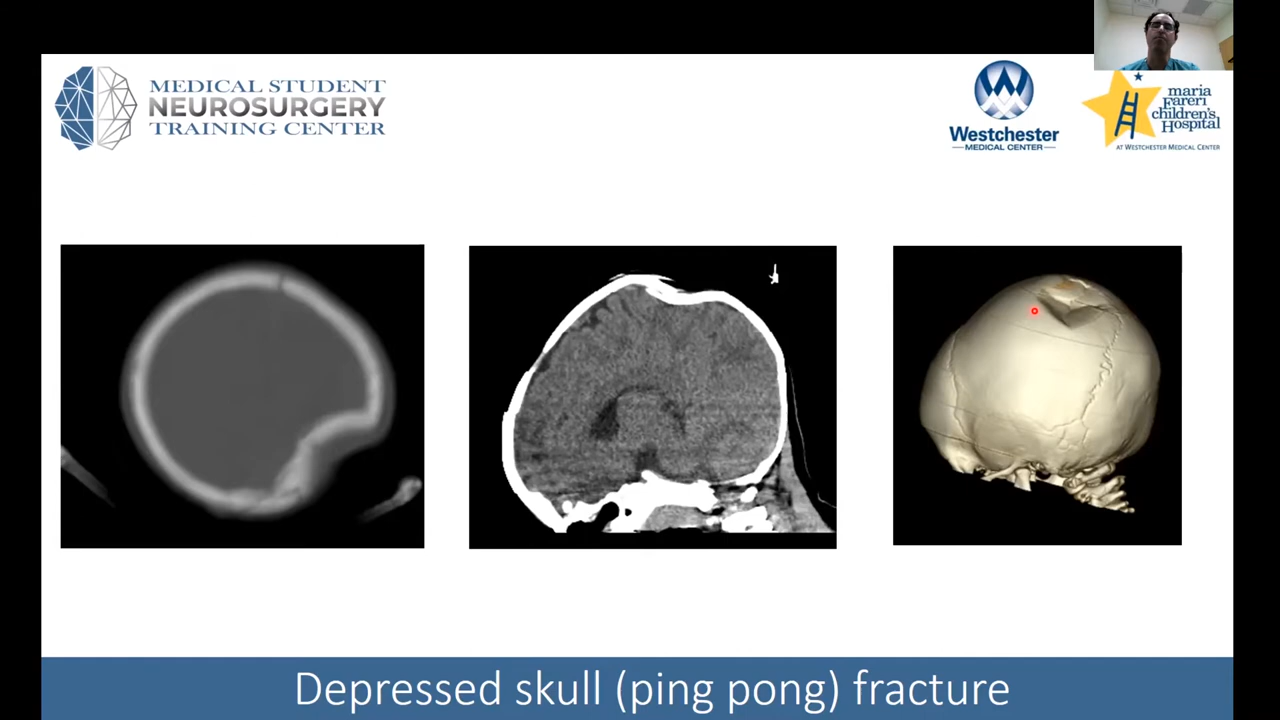 MEDICAL STUDENT
NEUROSURGERY
TRAINING CENTER
Westchester
MEDICAL CENTER
maria
Fareri
children's
Hospital
AT WESTCHESTER MEDICAL CENTER
Depressed skull (ping pong) fracture